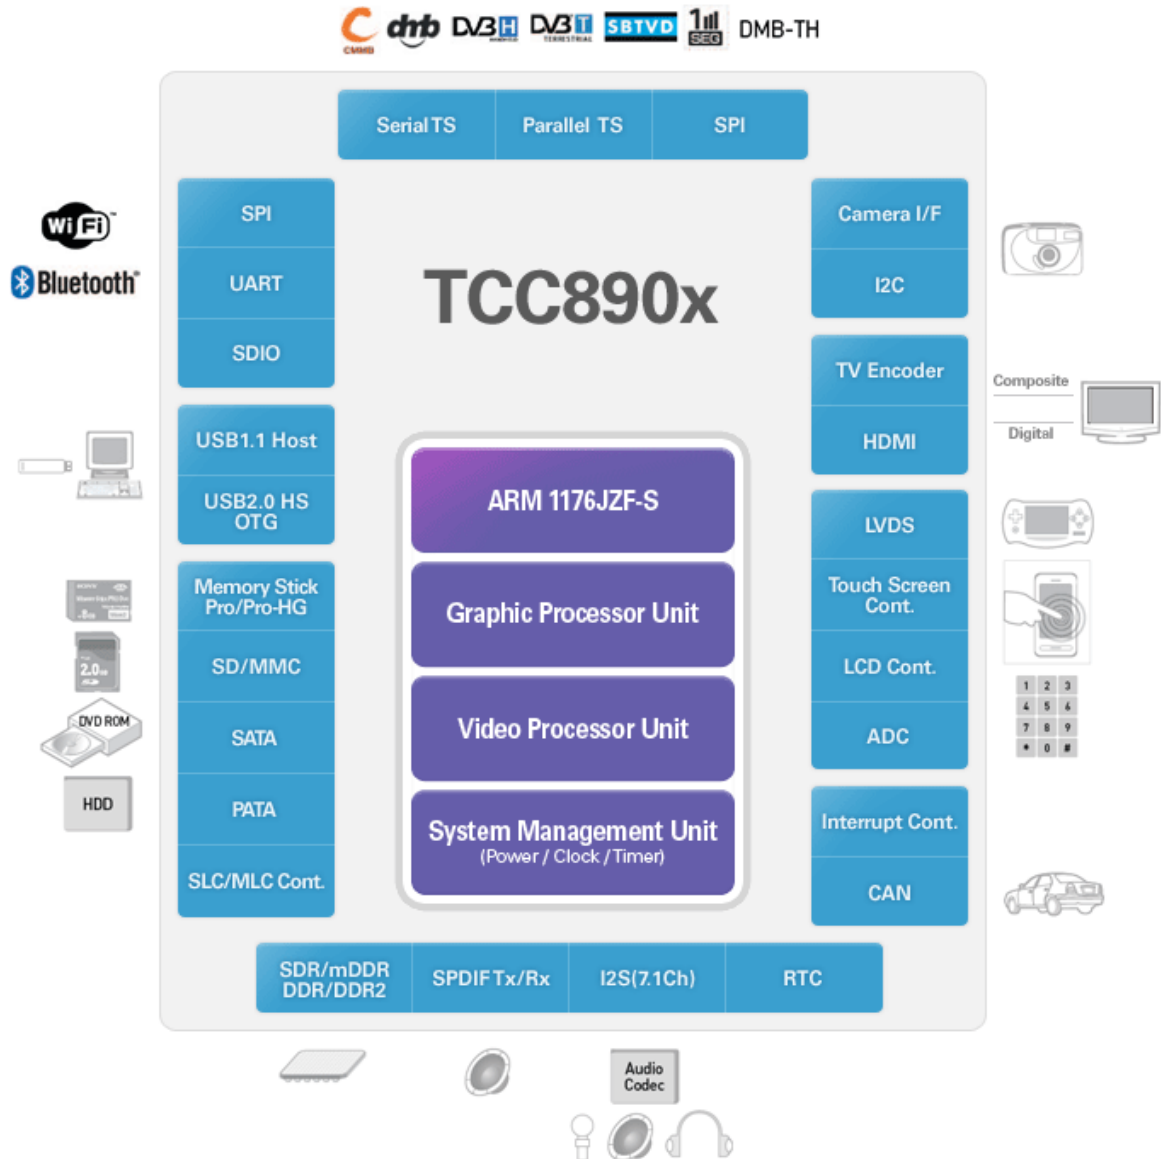 CMMB dmb DVB H DVB T TERRESTRIAL SBTVD 1 SEG DMB-TH
Serial TS Parallel TS SPI
Wi Fi
Bluetooth
SPI
UART
SDIO
USB1.1 Host
USB2.0 HS
OTG
Memory Stick
Pro/Pro-HG
SD/MMC
SATA
PATA
SLC/MLC Cont.
2.0
DVD ROM
HDD
TCC890x
ARM 1176JZF-S
Graphic Processor Unit
Video Processor Unit
System Management Unit
(Power / Clock / Timer)
Camera I/F
I2C
TV Encoder
HDMI
Composite
Digital
LVDS
Touch Screen
Cont.
LCD Cont.
ADC
1 2 3
4 5 6
7 8 9
* 0 #
Interrupt Cont.
CAN
SDR/mDDR
DDR/DDR2
SPDIF Tx/Rx
I2S(7.1Ch)
RTC
Audio
Codec